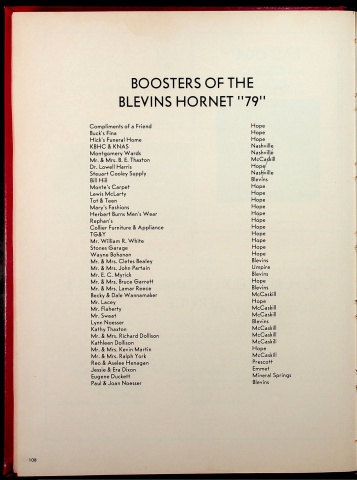 BOOSTERS OF THE
BLEVINS HORNET "79"
Compliments of a Friend Hope
Buck's Fina Hope
Hick's Funeral Home Hope
KBHC & KNAS Nashville
Montgomery Wards Nashville
Mr. & Mrs. B. E. Thaxton McCaskill
Dr. Lowell Harris Hope
Steuart Cooley Supply Nashville
Bill Hill Blevins
Monte's Carpet Hope
Lewis McLarty Hope
Tot & Teen Hope
Mary's Fashions Hope
Herbert Burns Men's Wear Hope
Rephan's Hope
Collier Furniture & Appliance Hope
TG&Y Hope
Mr. William R. White Hope
Stones Garage Hope
Wayne Bohanan Hope
Mr. & Mrs. Cletes Bealey Blevins
Mr. & Mrs. John Partain Umpire
Mr. E. C. Myrick Blevins
Mr. & Mrs. Bruce Garrett Hope
Mr. & Mrs. Lamar Reece Blevins
Becky & Dale Wannamaker McCaskill
Mr. Lacey Hope
Mr. Flaherty McCaskill
Mr. Sweat McCaskill
Lynn Noesser Blevins
Kathy Thaxton McCaskill
Mr. & Mrs. Richard Dollison McCaskill
Kathleen Dollison McCaskill
Mr. & Mrs. Kevin Martin Hope
Mr. & Mrs. Ralph York McCaskill
Reo & Aselee Henagan Prescott
Jessie & Era Dixon Emmet
Eugene Duckett Mineral Springs
Paul & Joan Noesser Blevins
108